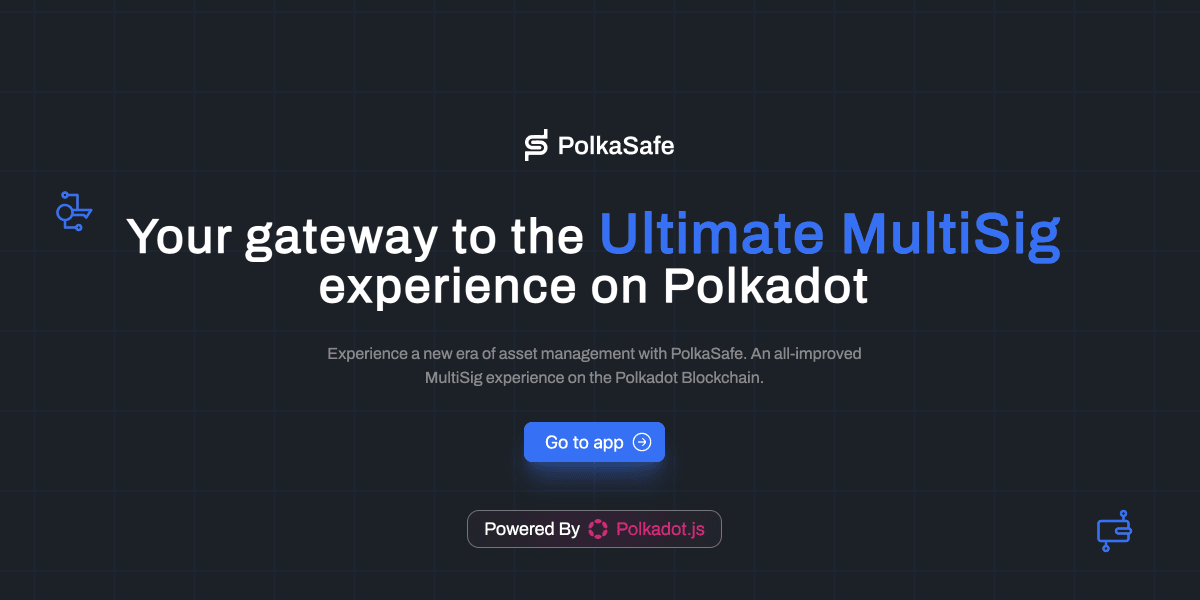 PolkaSafe
Your gateway to the Ultimate MultiSig
experience on Polkadot
Experience a new era of asset management with PolkaSafe. An all-improved
MultiSig experience on the Polkadot Blockchain.
Go to app
Powered By Polkadot.js